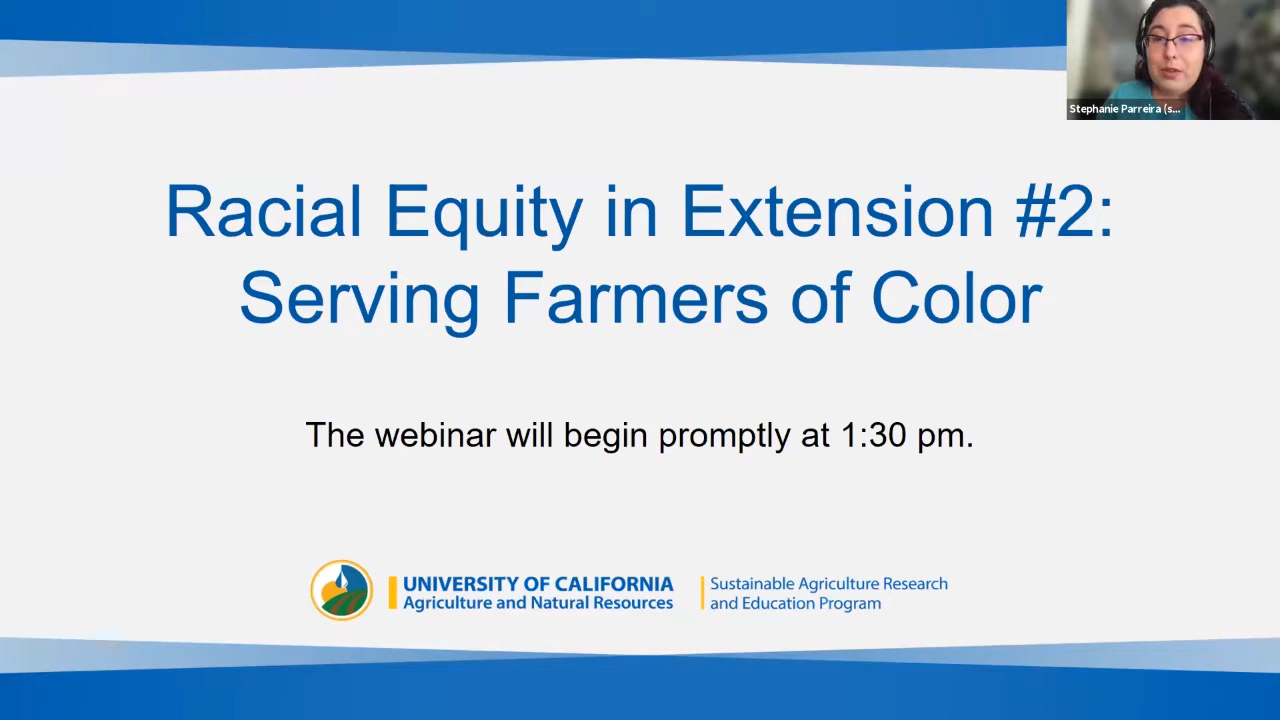 Stephanie Parreira (s...
Racial Equity in Extension #2:
Serving Farmers of Color
The webinar will begin promptly at 1:30 pm.
UNIVERSITY OF CALIFORNIA
Agriculture and Natural Resources
Sustainable Agriculture Research
and Education Program